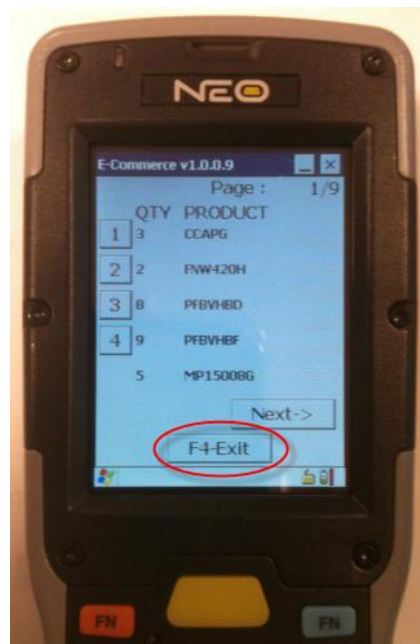 NEO
E-Commerce v1.0.0.9
Page : 1/9
QTY PRODUCT
1 3 CCAPG
2 2 FNW420H
3 8 PFBVHBD
4 9 PFBVHBF
5 MP15008G
Next->
F4-Exit
FN FN